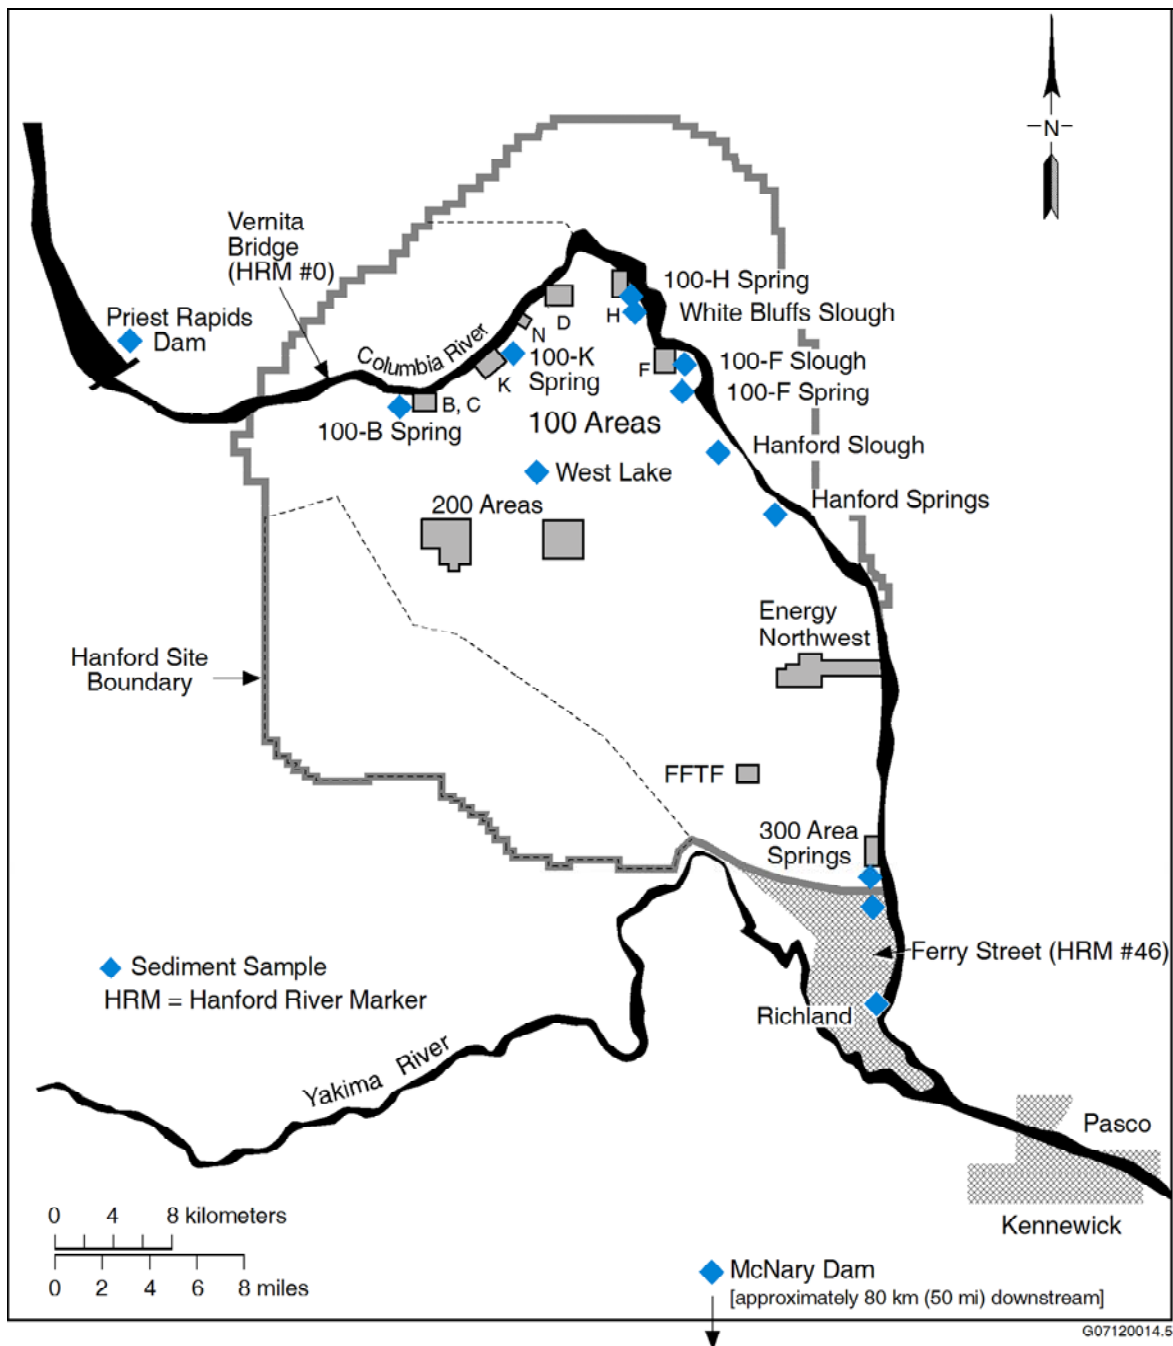 N
Vernita
Bridge
(HRM #0)
Priest Rapids
Dam
Columbia River
100-H Spring
White Bluffs Slough
H
D
N
100-K
Spring
K
F
100-F Slough
100-F Spring
B, C
100-B Spring
100 Areas
Hanford Slough
West Lake
Hanford Springs
200 Areas
Energy
Northwest
Hanford Site
Boundary
FFTF
300 Area
Springs
Ferry Street (HRM #46)
Sediment Sample
HRM = Hanford River Marker
Richland
Yakima River
Pasco
Kennewick
0 4 8 kilometers
0 2 4 6 8 miles
McNary Dam
[approximately 80 km (50 mi) downstream]
G07120014.5